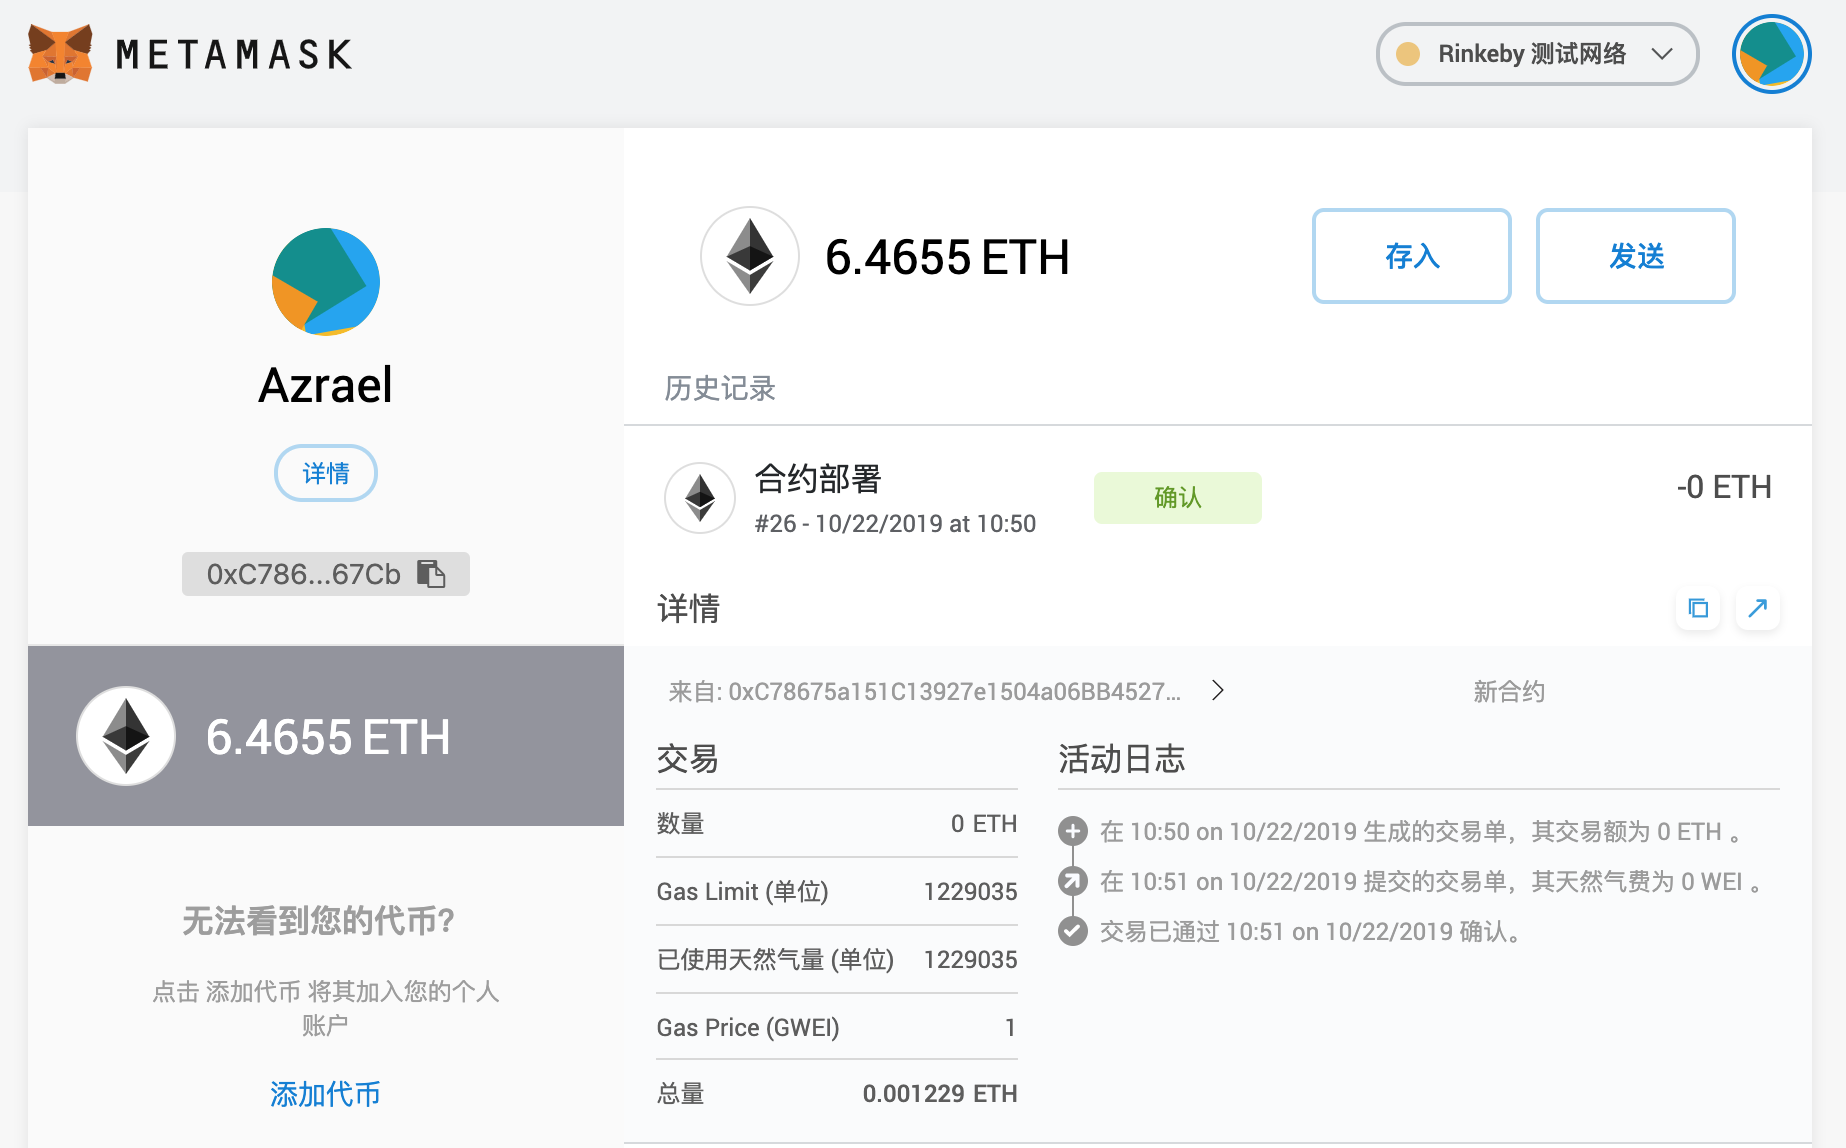 METAMASK
Rinkeby 测试网络
Azrael
详情
0xC786...67Cb
6.4655 ETH
无法看到您的代币?
点击 添加代币 将其加入您的个人
账户
添加代币
6.4655 ETH
存入
发送
历史记录
合约部署
#26 - 10/22/2019 at 10:50
确认
-0 ETH
详情
来自: 0xC78675a151C13927e1504a06BB4527...
新合约
交易
数量 0 ETH
Gas Limit (单位) 1229035
已使用天然气量 (单位) 1229035
Gas Price (GWEI) 1
总量 0.001229 ETH
活动日志
在 10:50 on 10/22/2019 生成的交易单，其交易额为 0 ETH 。
在 10:51 on 10/22/2019 提交的交易单，其天然气费为 0 WEI 。
交易已通过 10:51 on 10/22/2019 确认。